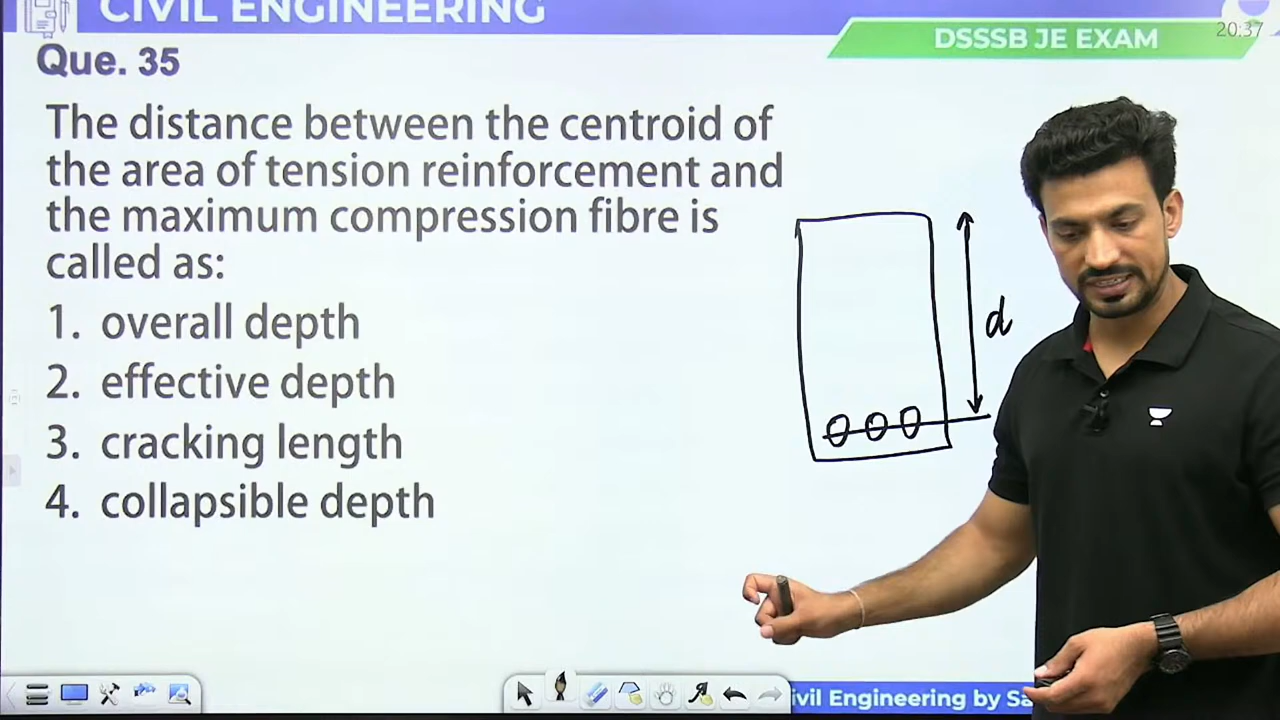 CIVIL ENGINEERING
DSSSB JE EXAM
20:37
Que. 35
The distance between the centroid of
the area of tension reinforcement and
the maximum compression fibre is
called as:
1. overall depth
2. effective depth
3. cracking length
4. collapsible depth
d
ivil Engineering by Sa